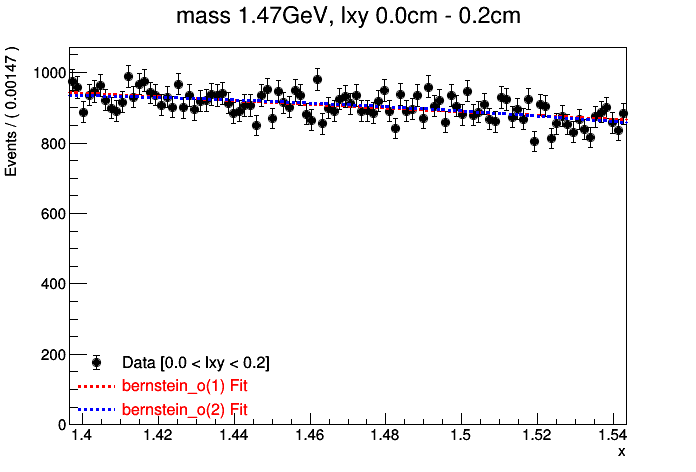 mass 1.47GeV, lxy 0.0cm - 0.2cm
Events / ( 0.00147 )
1000
800
600
400
200
0
Data [0.0 < lxy < 0.2]
bernstein_o(1) Fit
bernstein_o(2) Fit
1.4 1.42 1.44 1.46 1.48 1.5 1.52 1.54
x